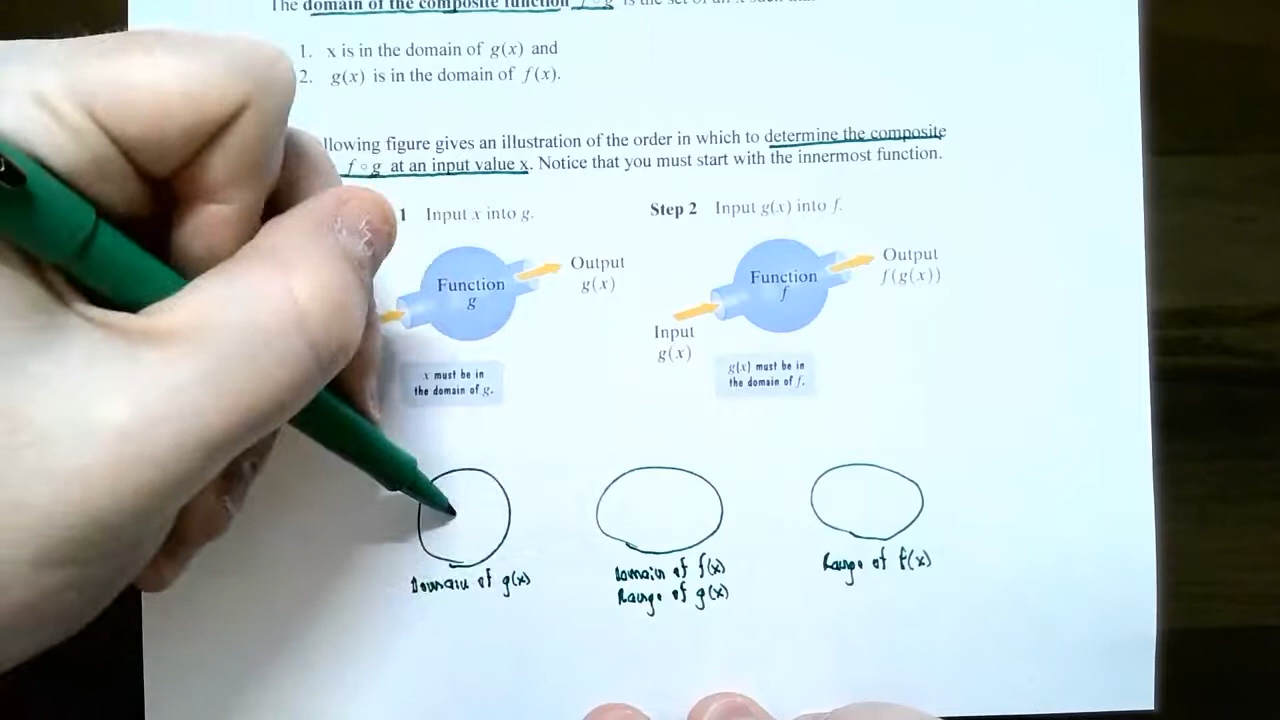 The domain of the composite function f∘g is the set of all x such that
1. x is in the domain of g(x) and
2. g(x) is in the domain of f(x).
llowing figure gives an illustration of the order in which to determine the composite
f∘g at an input value x. Notice that you must start with the innermost function.
1 Input x into g.
Step 2 Input g(x) into f.
Function
g
Output
g(x)
Function
f
Output
f(g(x))
Input
g(x)
x must be in
the domain of g.
g(x) must be in
the domain of f.
Domain of g(x)
Domain of f(x)
Range of g(x)
Range of f(x)